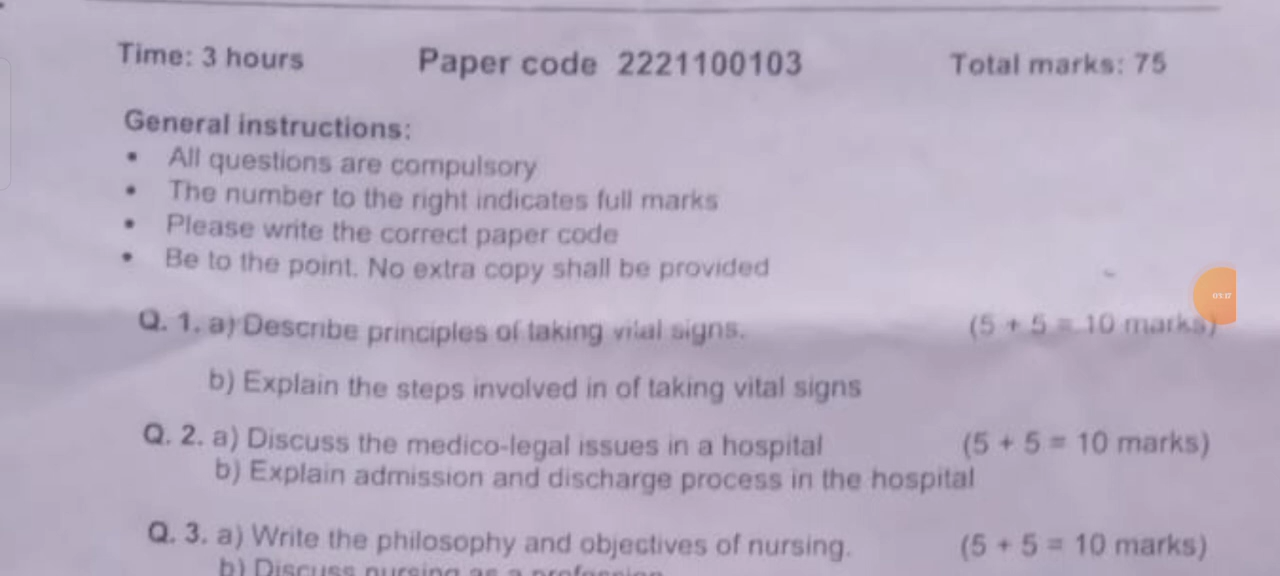 Time: 3 hours Paper code 2221100103 Total marks: 75
General instructions:
• All questions are compulsory
• The number to the right indicates full marks
• Please write the correct paper code
• Be to the point. No extra copy shall be provided
Q. 1. a) Describe principles of taking vital signs. (5 + 5 = 10 marks)
b) Explain the steps involved in of taking vital signs
Q. 2. a) Discuss the medico-legal issues in a hospital (5 + 5 = 10 marks)
b) Explain admission and discharge process in the hospital
Q. 3. a) Write the philosophy and objectives of nursing. (5 + 5 = 10 marks)
b) Discuss nursing as a profession